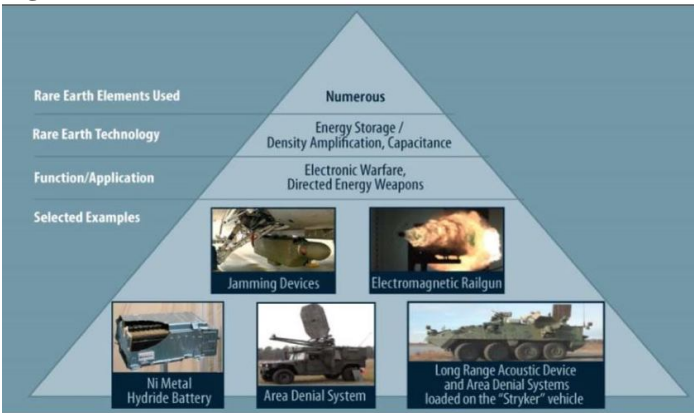 Rare Earth Elements Used
Numerous
Rare Earth Technology
Energy Storage /
Density Amplification, Capacitance
Function/Application
Electronic Warfare,
Directed Energy Weapons
Selected Examples
Jamming Devices
Electromagnetic Railgun
Ni Metal
Hydride Battery
Area Denial System
Long Range Acoustic Device
and Area Denial Systems
loaded on the "Stryker" vehicle